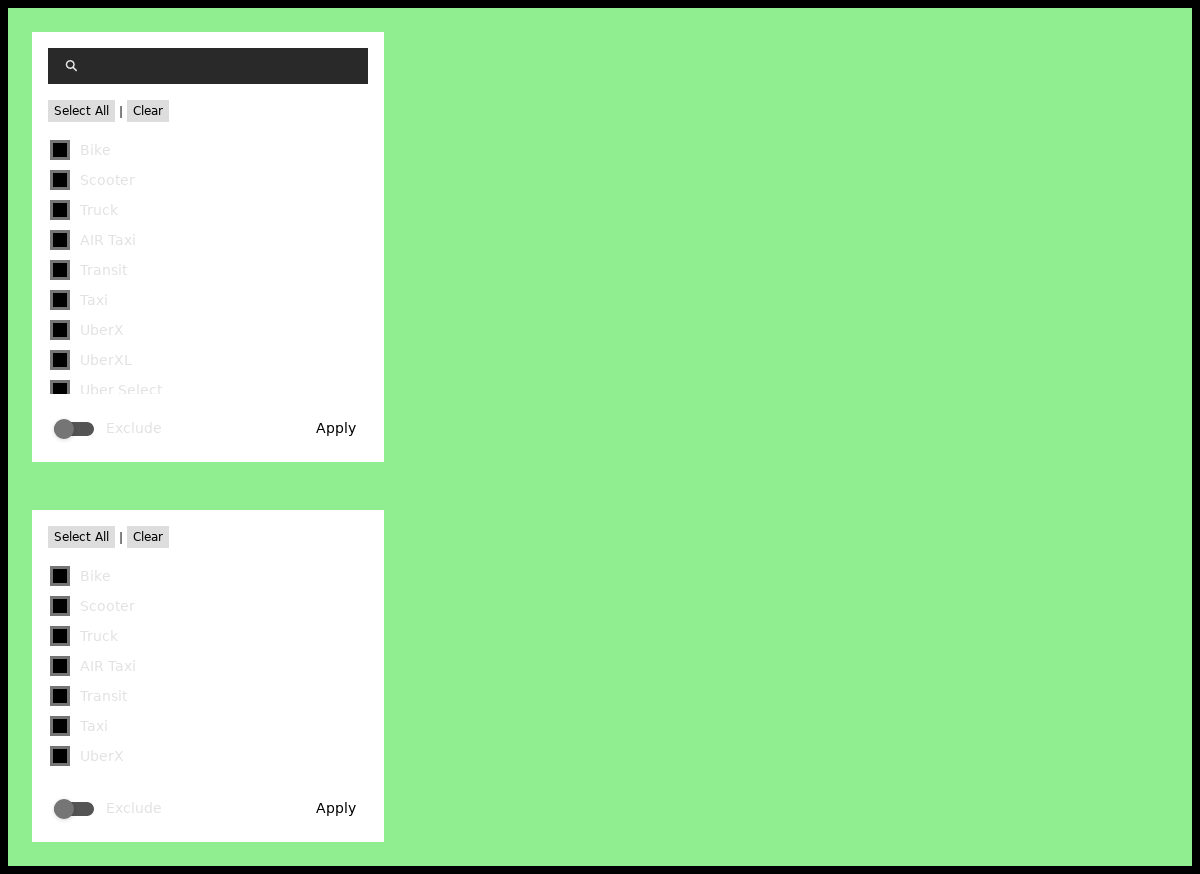 Select All | Clear
Bike
Scooter
Truck
AIR Taxi
Transit
Taxi
UberX
UberXL
Uber Select
Exclude Apply
Select All | Clear
Bike
Scooter
Truck
AIR Taxi
Transit
Taxi
UberX
Exclude Apply